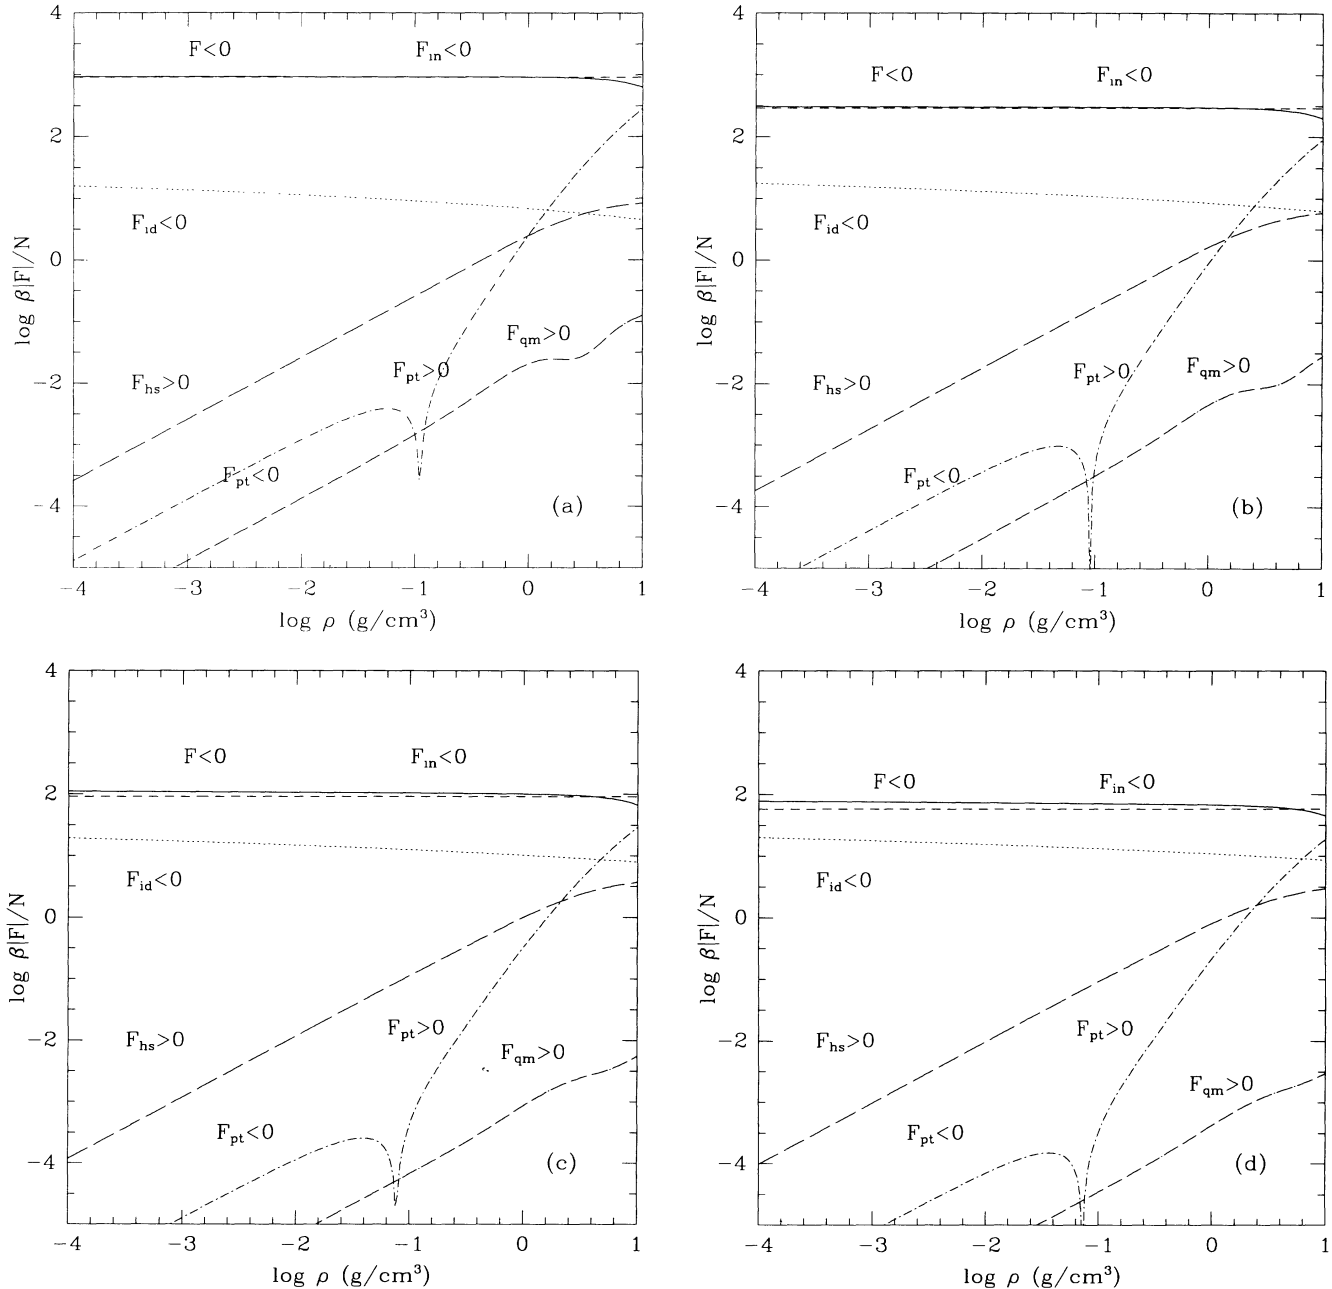 4
F<0 F_in<0
2
F_id<0
0
log β|F|/N
F_qm>0
F_pt>0
−2
F_hs>0
F_pt<0
−4
(a)
−4 −3 −2 −1 0 1
log ρ (g/cm³)
4
F<0 F_in<0
2
F_id<0
0
log β|F|/N
F_pt>0 F_qm>0
−2
F_hs>0
F_pt<0
−4
(b)
−4 −3 −2 −1 0 1
log ρ (g/cm³)
4
F<0 F_in<0
2
F_id<0
0
log β|F|/N
F_pt>0
−2
F_hs>0
F_qm>0
F_pt<0
−4
(c)
−4 −3 −2 −1 0 1
log ρ (g/cm³)
4
F<0 F_in<0
2
F_id<0
0
log β|F|/N
F_pt>0
−2
F_hs>0
F_qm>0
F_pt<0
−4
(d)
−4 −3 −2 −1 0 1
log ρ (g/cm³)